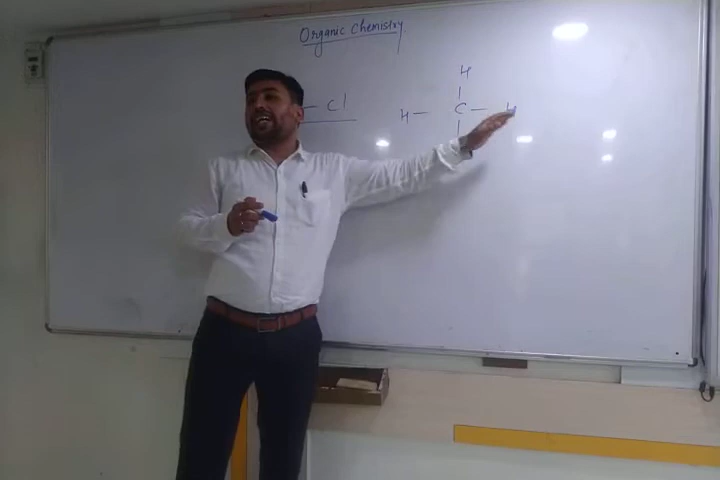 Organic Chemistry
H
— Cl
H — C — H